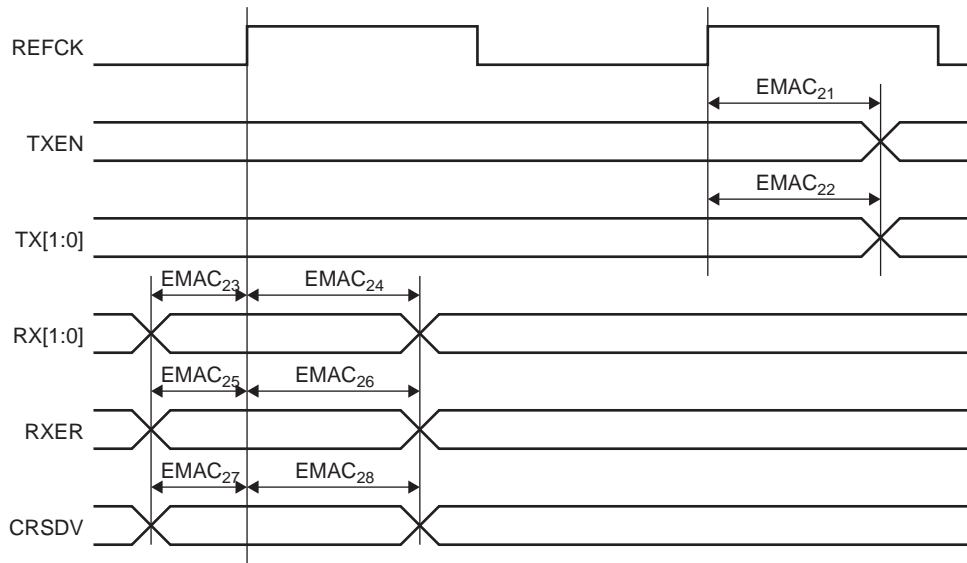 REFCK
EMAC21
TXEN
EMAC22
TX[1:0]
EMAC23 EMAC24
RX[1:0]
EMAC25 EMAC26
RXER
EMAC27 EMAC28
CRSDV